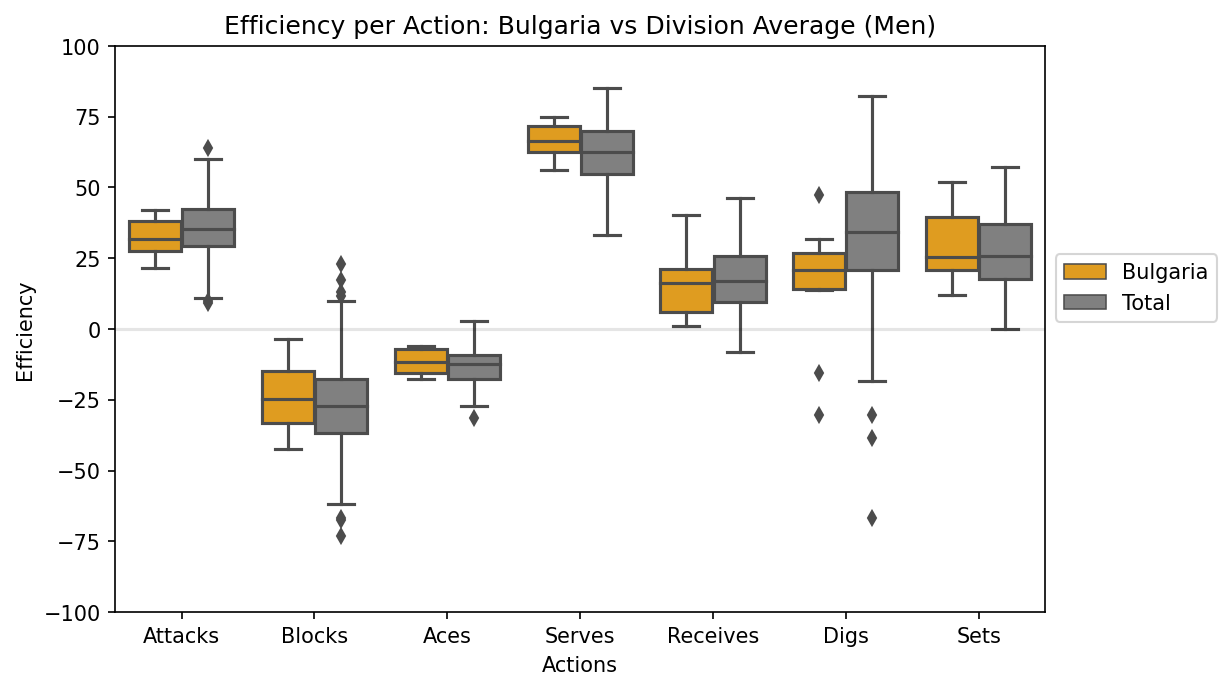 Efficiency per Action: Bulgaria vs Division Average (Men)
100
75
50
25
0
−25
−50
−75
−100
Efficiency
Attacks Blocks Aces Serves Receives Digs Sets
Actions
Bulgaria
Total